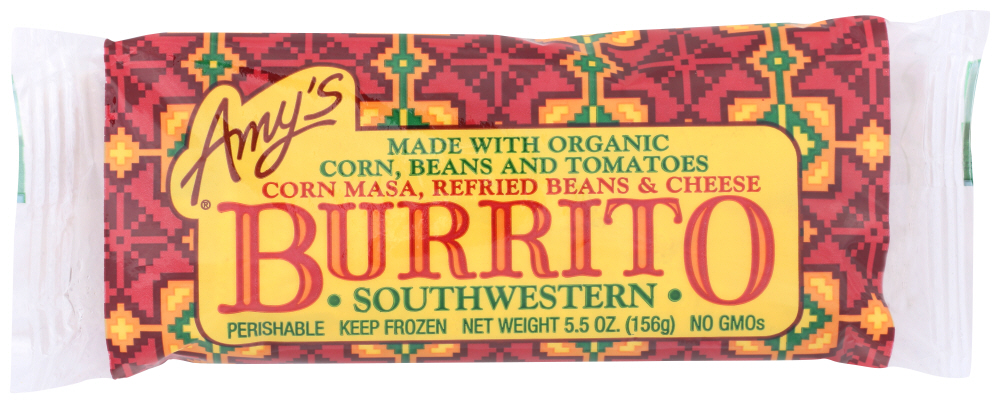 Amy's
®
MADE WITH ORGANIC
CORN, BEANS AND TOMATOES
CORN MASA, REFRIED BEANS & CHEESE
BURRITO
• SOUTHWESTERN •
PERISHABLE KEEP FROZEN NET WEIGHT 5.5 OZ. (156g) NO GMOs